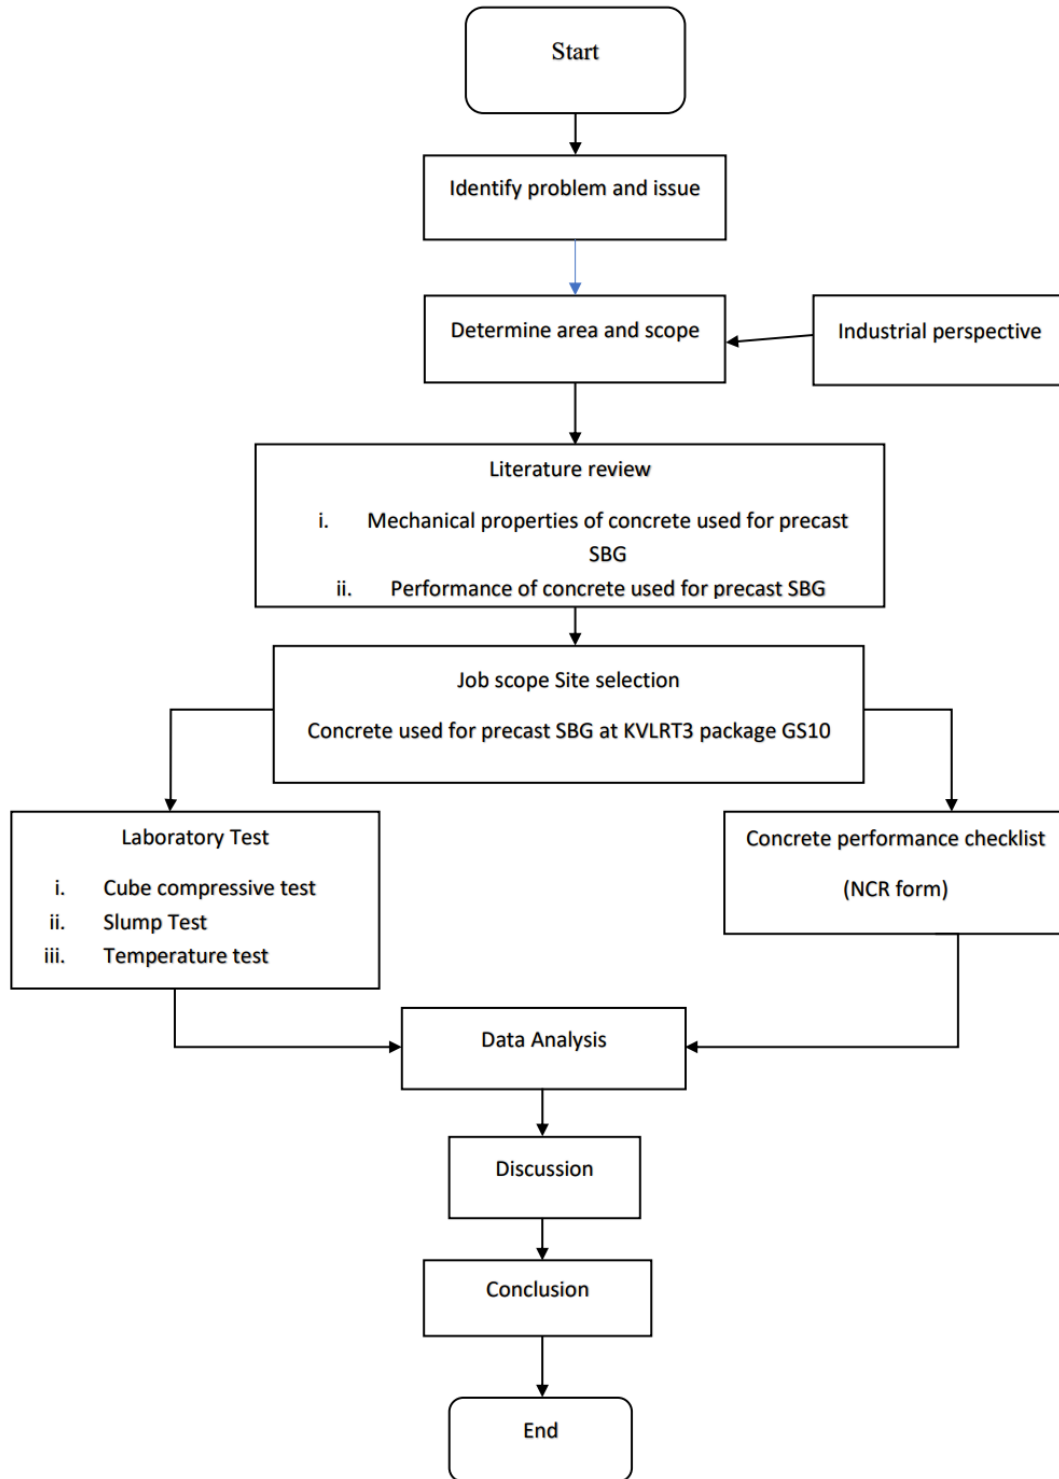 Start
Identify problem and issue
Determine area and scope
Industrial perspective
Literature review
i. Mechanical properties of concrete used for precast
SBG
ii. Performance of concrete used for precast SBG
Job scope Site selection
Concrete used for precast SBG at KVLRT3 package GS10
Laboratory Test
i. Cube compressive test
ii. Slump Test
iii. Temperature test
Concrete performance checklist
(NCR form)
Data Analysis
Discussion
Conclusion
End